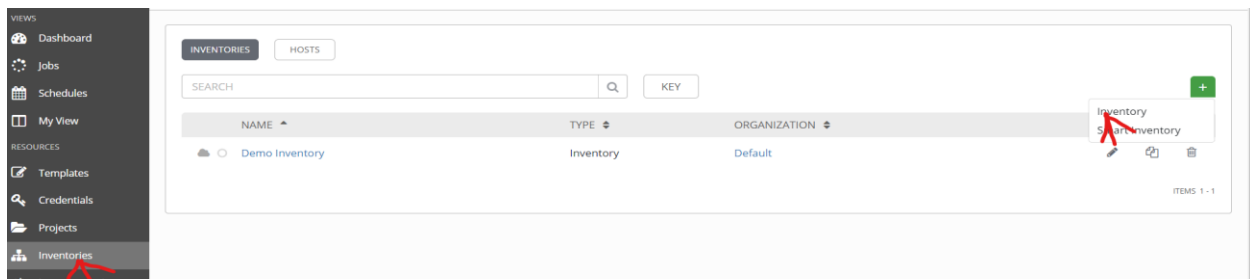 VIEWS
Dashboard
Jobs
Schedules
My View
RESOURCES
Templates
Credentials
Projects
Inventories
INVENTORIES HOSTS
SEARCH KEY
+
Inventory
Smart Inventory
NAME TYPE ORGANIZATION
Demo Inventory Inventory Default
ITEMS 1 - 1